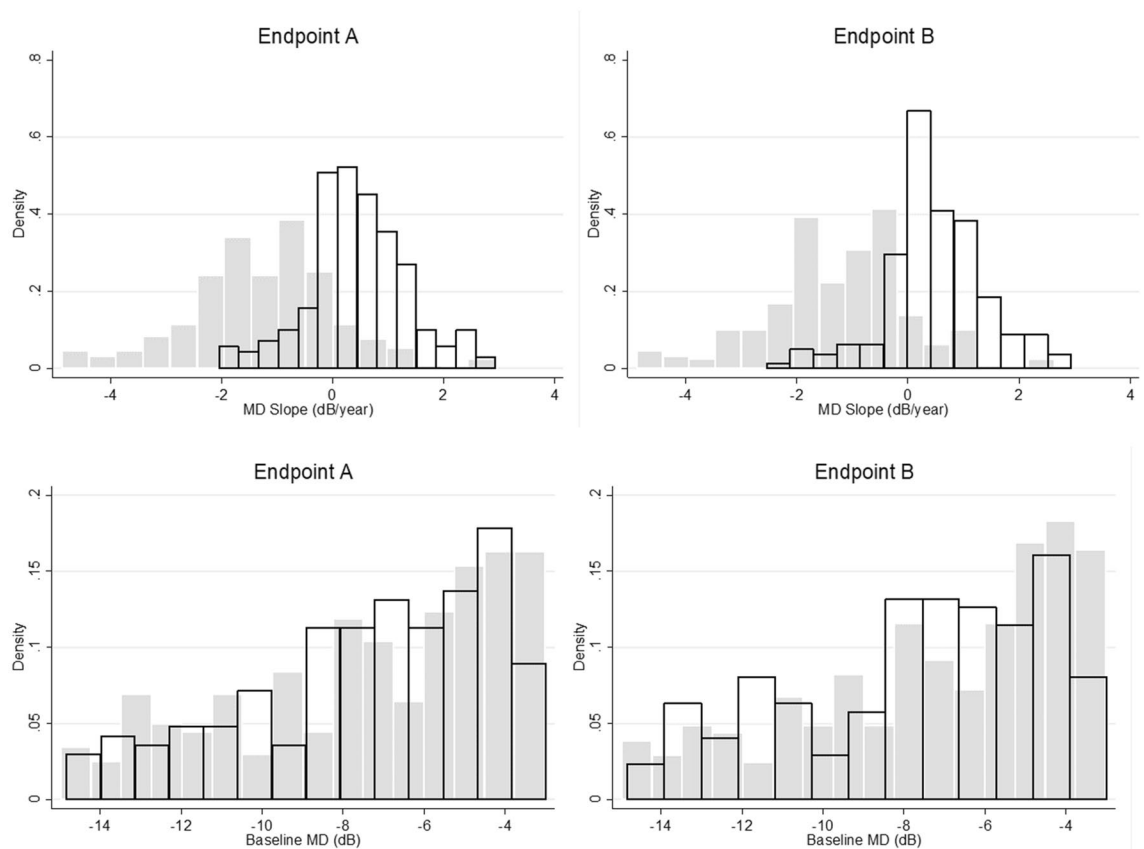 Endpoint A
.8
.6
.4
.2
0
Density
-4 -2 0 2 4
MD Slope (dB/year)
Endpoint B
.8
.6
.4
.2
0
Density
-4 -2 0 2 4
MD Slope (dB/year)
Endpoint A
.2
.15
.1
.05
0
Density
-14 -12 -10 -8 -6 -4
Baseline MD (dB)
Endpoint B
.2
.15
.1
.05
0
Density
-14 -12 -10 -8 -6 -4
Baseline MD (dB)